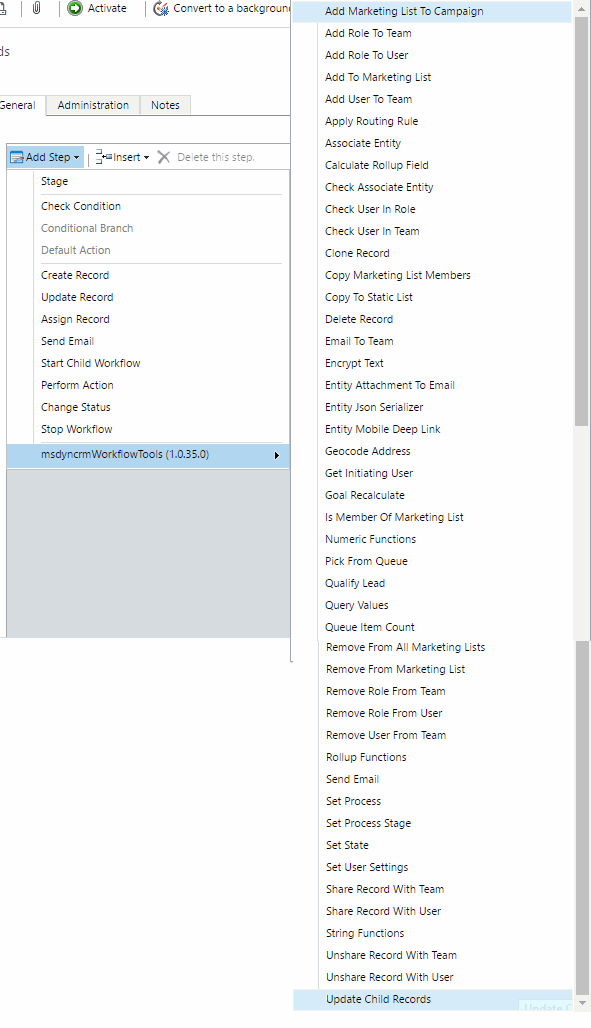 Activate
Convert to a background
ds
General
Administration
Notes
Add Step
Insert
Delete this step.
Stage
Check Condition
Conditional Branch
Default Action
Create Record
Update Record
Assign Record
Send Email
Start Child Workflow
Perform Action
Change Status
Stop Workflow
msdyncrmWorkflowTools (1.0.35.0)
Add Marketing List To Campaign
Add Role To Team
Add Role To User
Add To Marketing List
Add User To Team
Apply Routing Rule
Associate Entity
Calculate Rollup Field
Check Associate Entity
Check User In Role
Check User In Team
Clone Record
Copy Marketing List Members
Copy To Static List
Delete Record
Email To Team
Encrypt Text
Entity Attachment To Email
Entity Json Serializer
Entity Mobile Deep Link
Geocode Address
Get Initiating User
Goal Recalculate
Is Member Of Marketing List
Numeric Functions
Pick From Queue
Qualify Lead
Query Values
Queue Item Count
Remove From All Marketing Lists
Remove From Marketing List
Remove Role From Team
Remove Role From User
Remove User From Team
Rollup Functions
Send Email
Set Process
Set Process Stage
Set State
Set User Settings
Share Record With Team
Share Record With User
String Functions
Unshare Record With Team
Unshare Record With User
Update Child Records